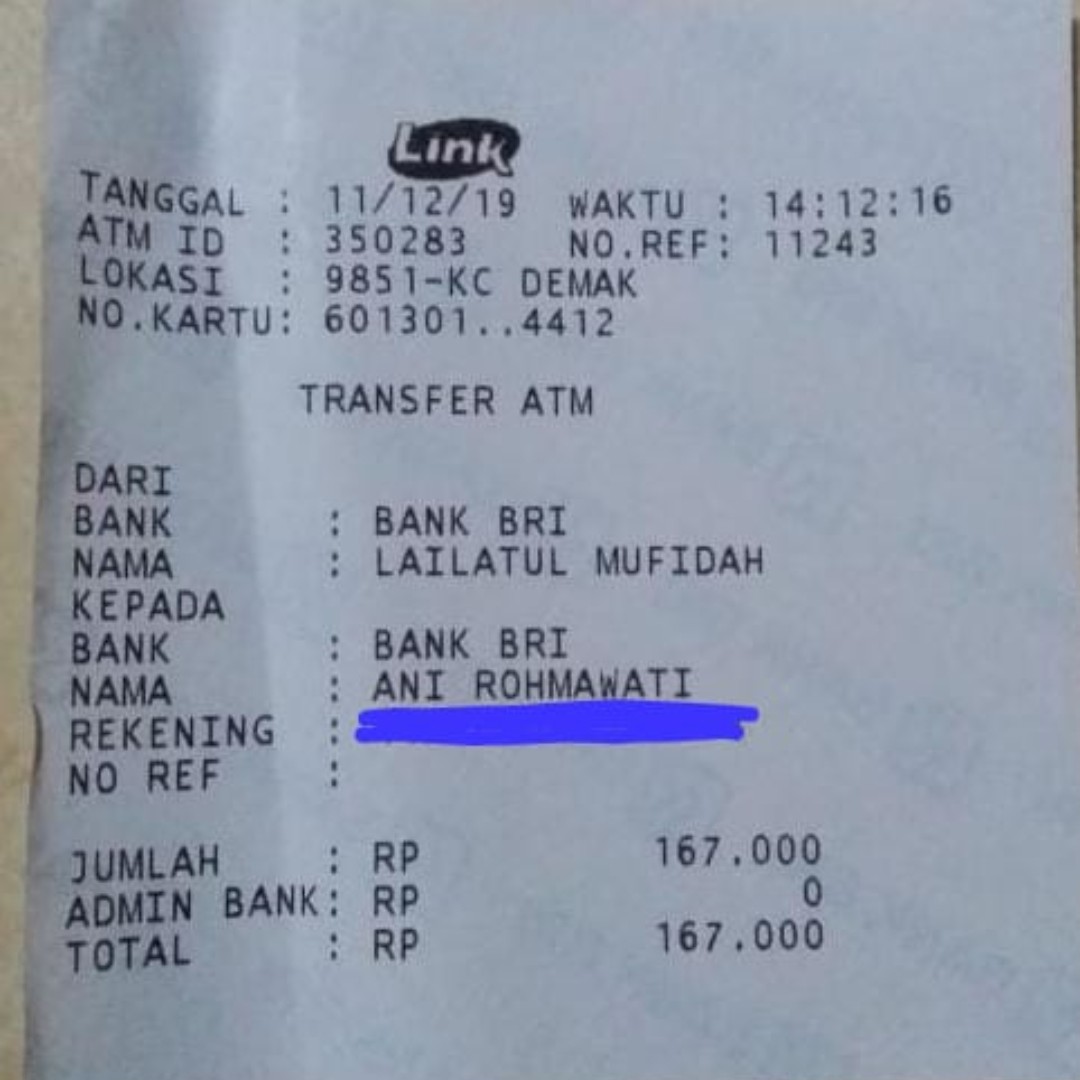 Link
TANGGAL : 11/12/19 WAKTU : 14:12:16
ATM ID : 350283 NO.REF: 11243
LOKASI : 9851-KC DEMAK
NO.KARTU: 601301..4412
TRANSFER ATM
DARI
BANK : BANK BRI
NAMA : LAILATUL MUFIDAH
KEPADA
BANK : BANK BRI
NAMA : ANI ROHMAWATI
REKENING :
NO REF :
JUMLAH : RP 167.000
ADMIN BANK: RP 0
TOTAL : RP 167.000